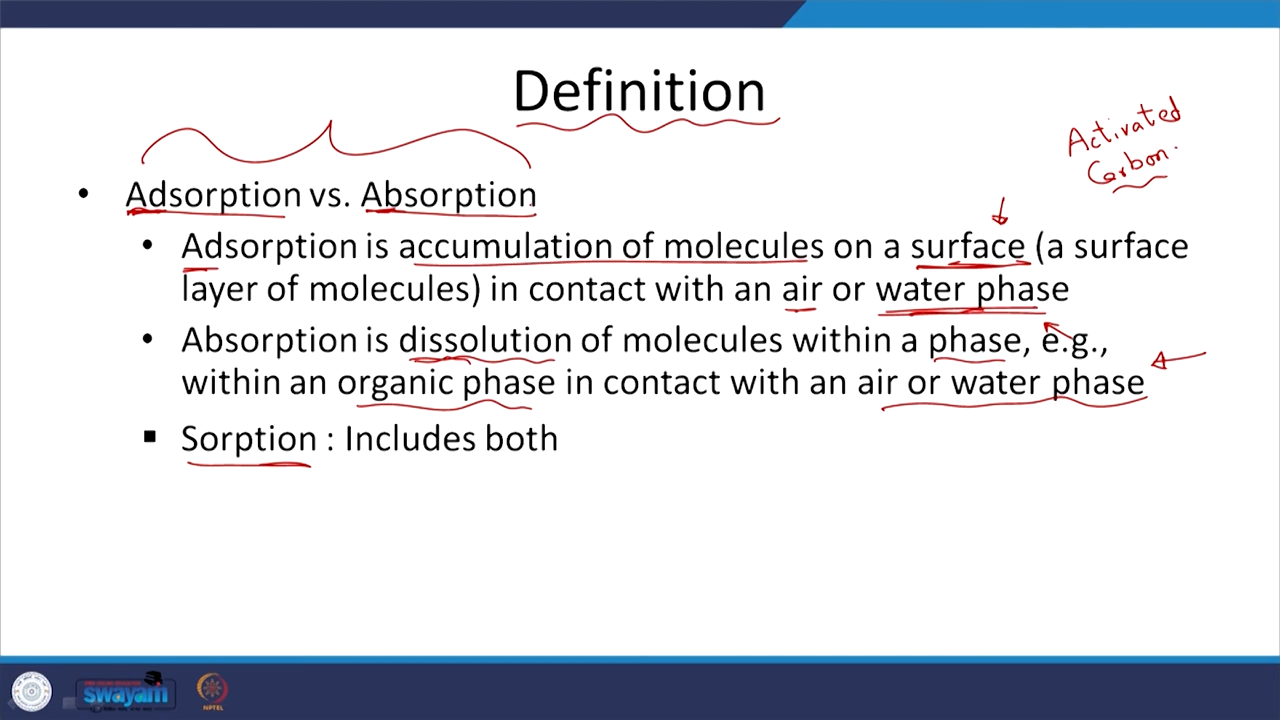 Definition
Activated
Carbon.
• Adsorption vs. Absorption
• Adsorption is accumulation of molecules on a surface (a surface
layer of molecules) in contact with an air or water phase
• Absorption is dissolution of molecules within a phase, e.g.,
within an organic phase in contact with an air or water phase
▪ Sorption : Includes both
swayam
NPTEL